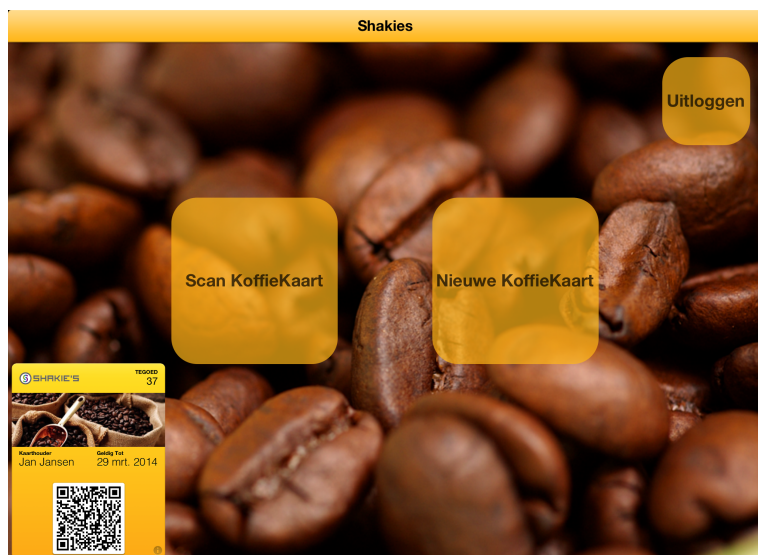 Shakies
Uitloggen
Scan KoffieKaart
Nieuwe KoffieKaart
SHAKIE'S
TEGOED
37
Kaarthouder
Geldig Tot
Jan Jansen
29 mrt. 2014